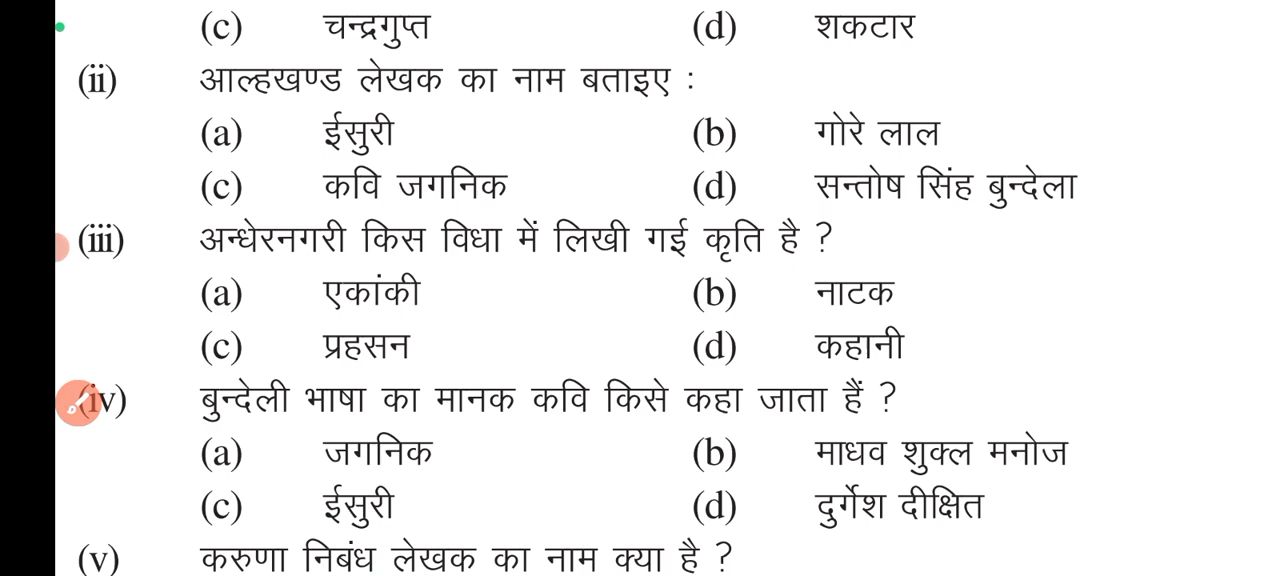 (c) चन्द्रगुप्त (d) शकटार
(ii) आल्हखण्ड लेखक का नाम बताइए :
(a) ईसुरी (b) गोरे लाल
(c) कवि जगनिक (d) सन्तोष सिंह बुन्देला
(iii) अन्धेरनगरी किस विधा में लिखी गई कृति है ?
(a) एकांकी (b) नाटक
(c) प्रहसन (d) कहानी
(iv) बुन्देली भाषा का मानक कवि किसे कहा जाता हैं ?
(a) जगनिक (b) माधव शुक्ल मनोज
(c) ईसुरी (d) दुर्गेश दीक्षित
(v) करुणा निबंध लेखक का नाम क्या है ?